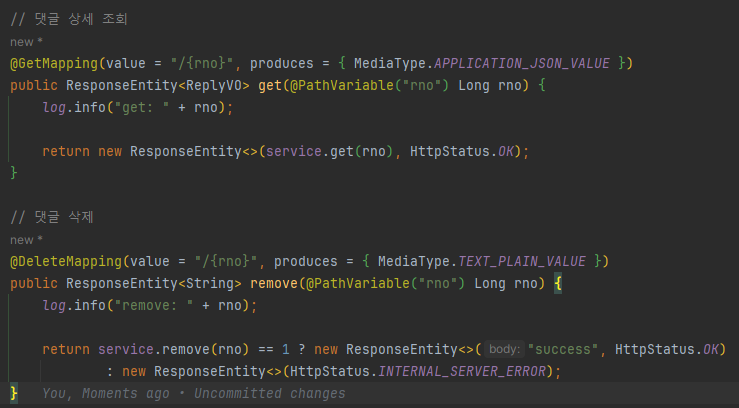 // 댓글 상세 조회
new *
@GetMapping(value = "/{rno}", produces = { MediaType.APPLICATION_JSON_VALUE })
public ResponseEntity<ReplyVO> get(@PathVariable("rno") Long rno) {
    log.info("get: " + rno);
    return new ResponseEntity<>(service.get(rno), HttpStatus.OK);
}
// 댓글 삭제
new *
@DeleteMapping(value = "/{rno}", produces = { MediaType.TEXT_PLAIN_VALUE })
public ResponseEntity<String> remove(@PathVariable("rno") Long rno) {
    log.info("remove: " + rno);
    return service.remove(rno) == 1 ? new ResponseEntity<>( body: "success", HttpStatus.OK)
            : new ResponseEntity<>(HttpStatus.INTERNAL_SERVER_ERROR);
}   You, Moments ago • Uncommitted changes